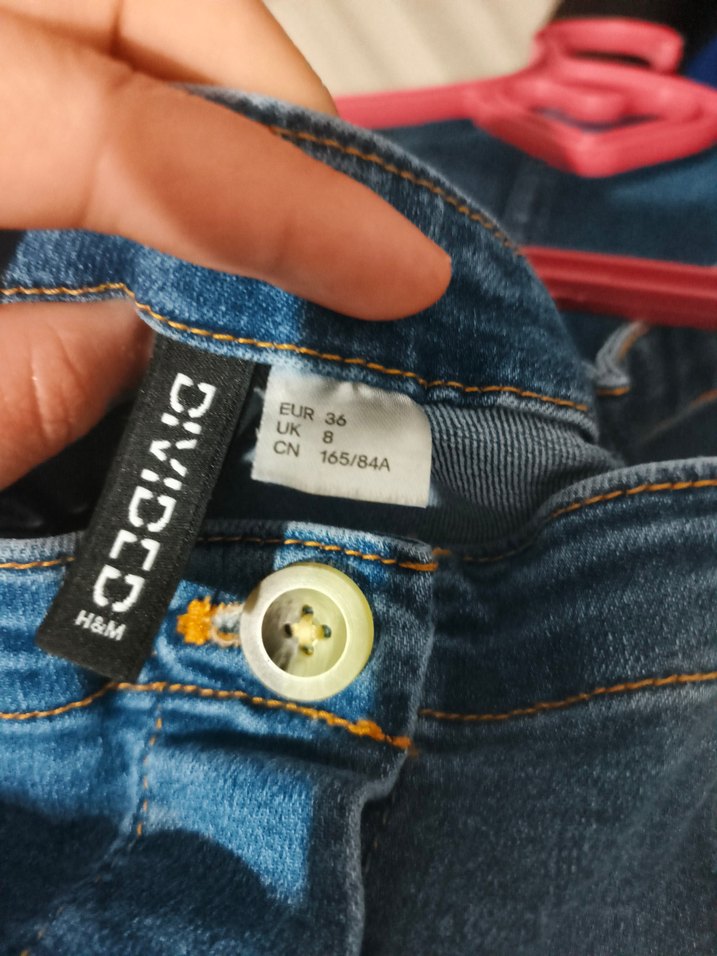 DIVIDED
H&M
EUR 36
UK 8
CN 165/84A